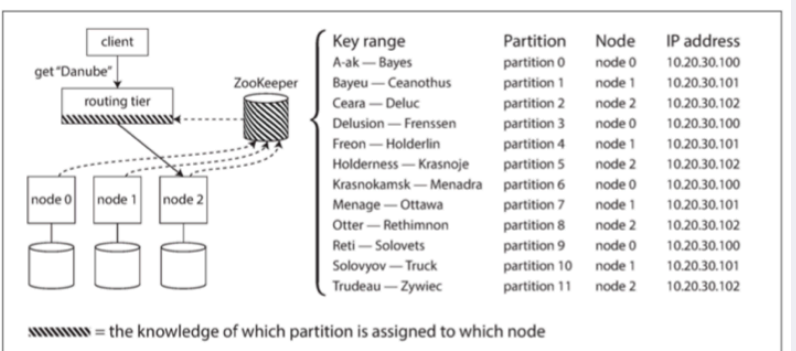 client
get "Danube"
routing tier
ZooKeeper
node 0 node 1 node 2
Key range Partition Node IP address
A-ak — Bayes partition 0 node 0 10.20.30.100
Bayeu — Ceanothus partition 1 node 1 10.20.30.101
Ceara — Deluc partition 2 node 2 10.20.30.102
Delusion — Frenssen partition 3 node 0 10.20.30.100
Freon — Holderlin partition 4 node 1 10.20.30.101
Holderness — Krasnoje partition 5 node 2 10.20.30.102
Krasnokamsk — Menadra partition 6 node 0 10.20.30.100
Menage — Ottawa partition 7 node 1 10.20.30.101
Otter — Rethimnon partition 8 node 2 10.20.30.102
Reti — Solovets partition 9 node 0 10.20.30.100
Solovyov — Truck partition 10 node 1 10.20.30.101
Trudeau — Zywiec partition 11 node 2 10.20.30.102
= the knowledge of which partition is assigned to which node